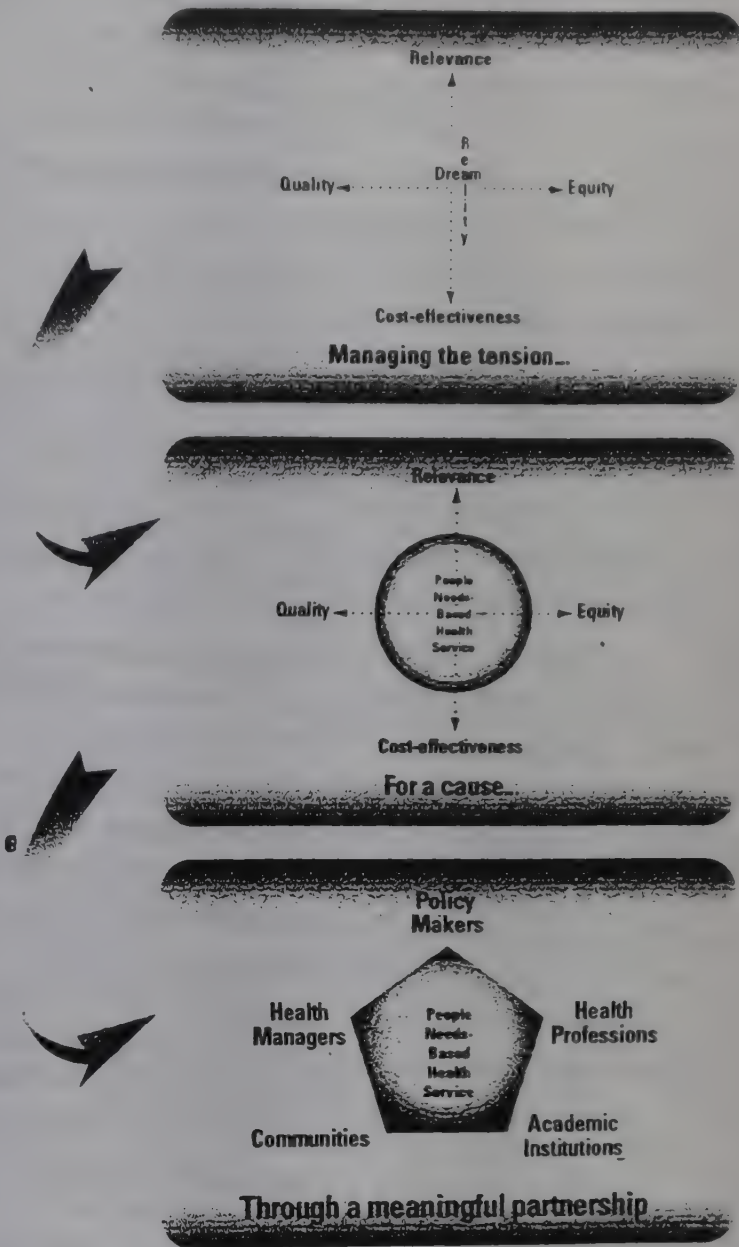 Relevance
R
e
Dream
Quality Equity
l
i
t
y
Cost-effectiveness
Managing the tension...
Relevance
People
Needs-
Quality Based Equity
Health
Service
Cost-effectiveness
For a cause...
Policy
Makers
Health
Managers
Health
Professions
People
Needs-
Based
Health
Service
Communities
Academic
Institutions
Through a meaningful partnership